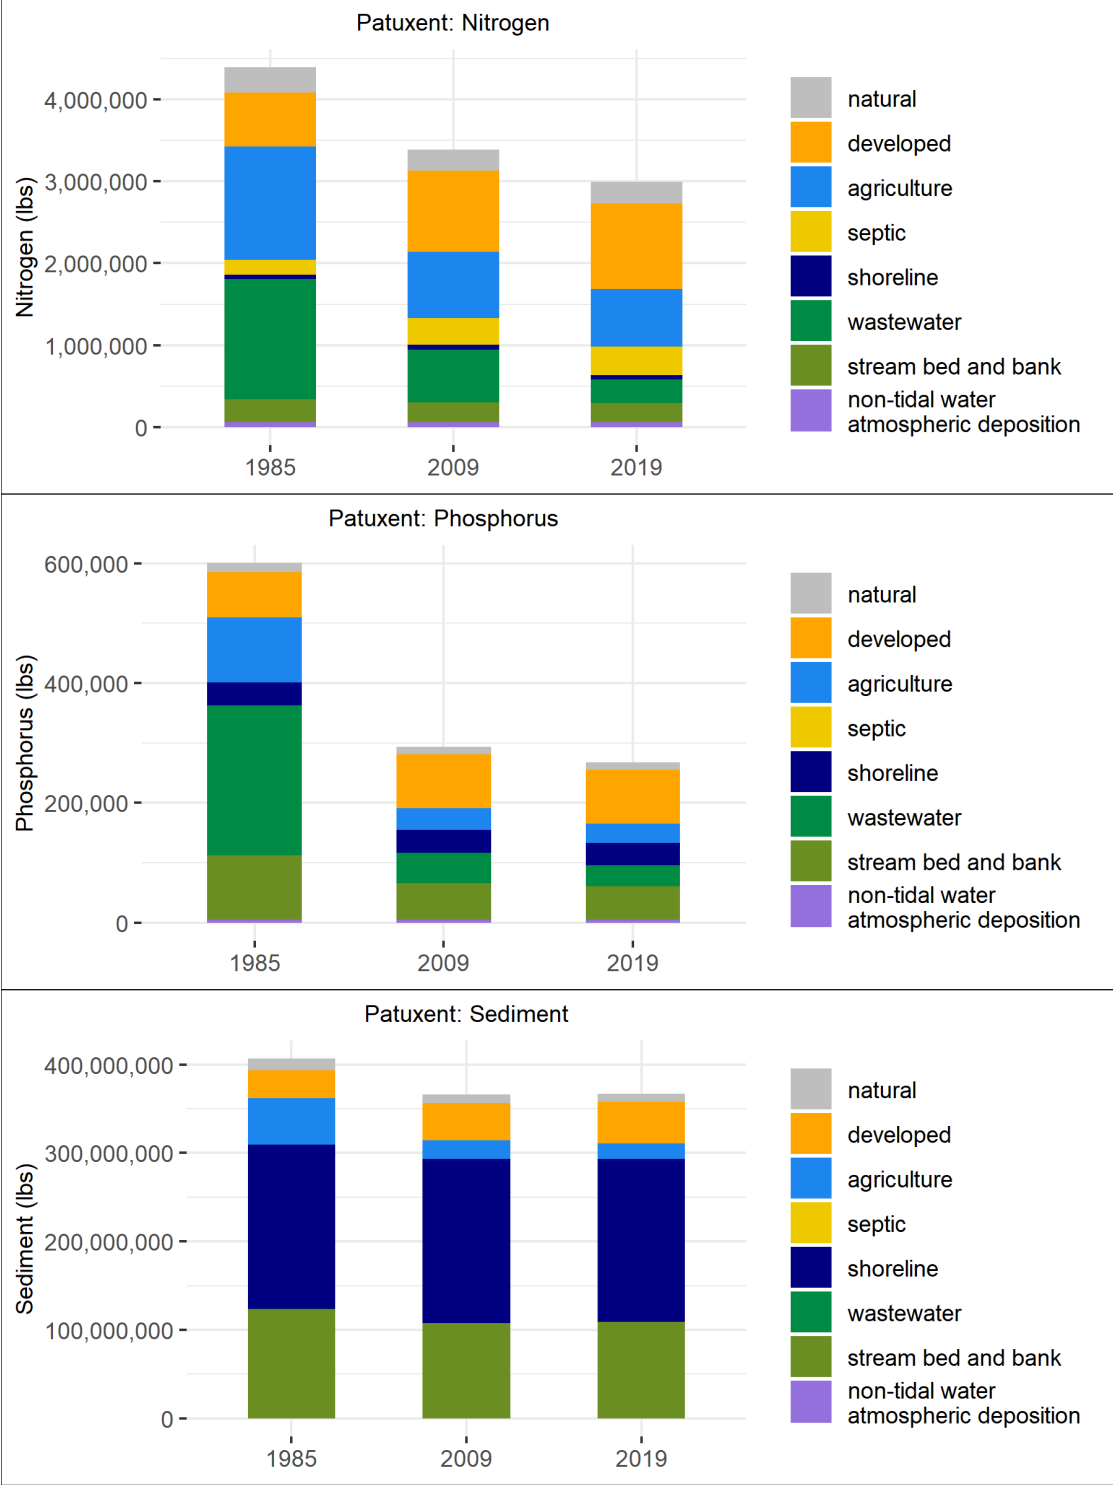 Patuxent: Nitrogen
Nitrogen (lbs)
4,000,000
3,000,000
2,000,000
1,000,000
0
1985
2009
2019
natural
developed
agriculture
septic
shoreline
wastewater
stream bed and bank
non-tidal water
atmospheric deposition
Patuxent: Phosphorus
Phosphorus (lbs)
600,000
400,000
200,000
0
1985
2009
2019
natural
developed
agriculture
septic
shoreline
wastewater
stream bed and bank
non-tidal water
atmospheric deposition
Patuxent: Sediment
Sediment (lbs)
400,000,000
300,000,000
200,000,000
100,000,000
0
1985
2009
2019
natural
developed
agriculture
septic
shoreline
wastewater
stream bed and bank
non-tidal water
atmospheric deposition